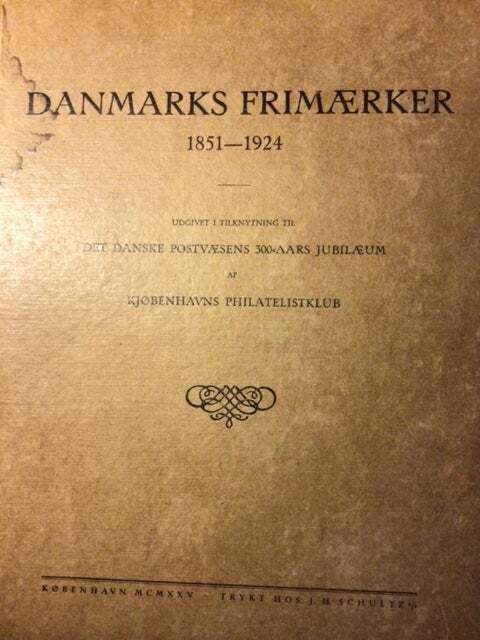 DANMARKS FRIMÆRKER
1851—1924
UDGIVET I TILKNYTNING TIL
DET DANSKE POSTVÆSENS 300-AARS JUBILÆUM
AF
KJØBENHAVNS PHILATELISTKLUB
KØBENHAVN MCMXXV - TRYKT HOS J. H. SCHULTZ A/S